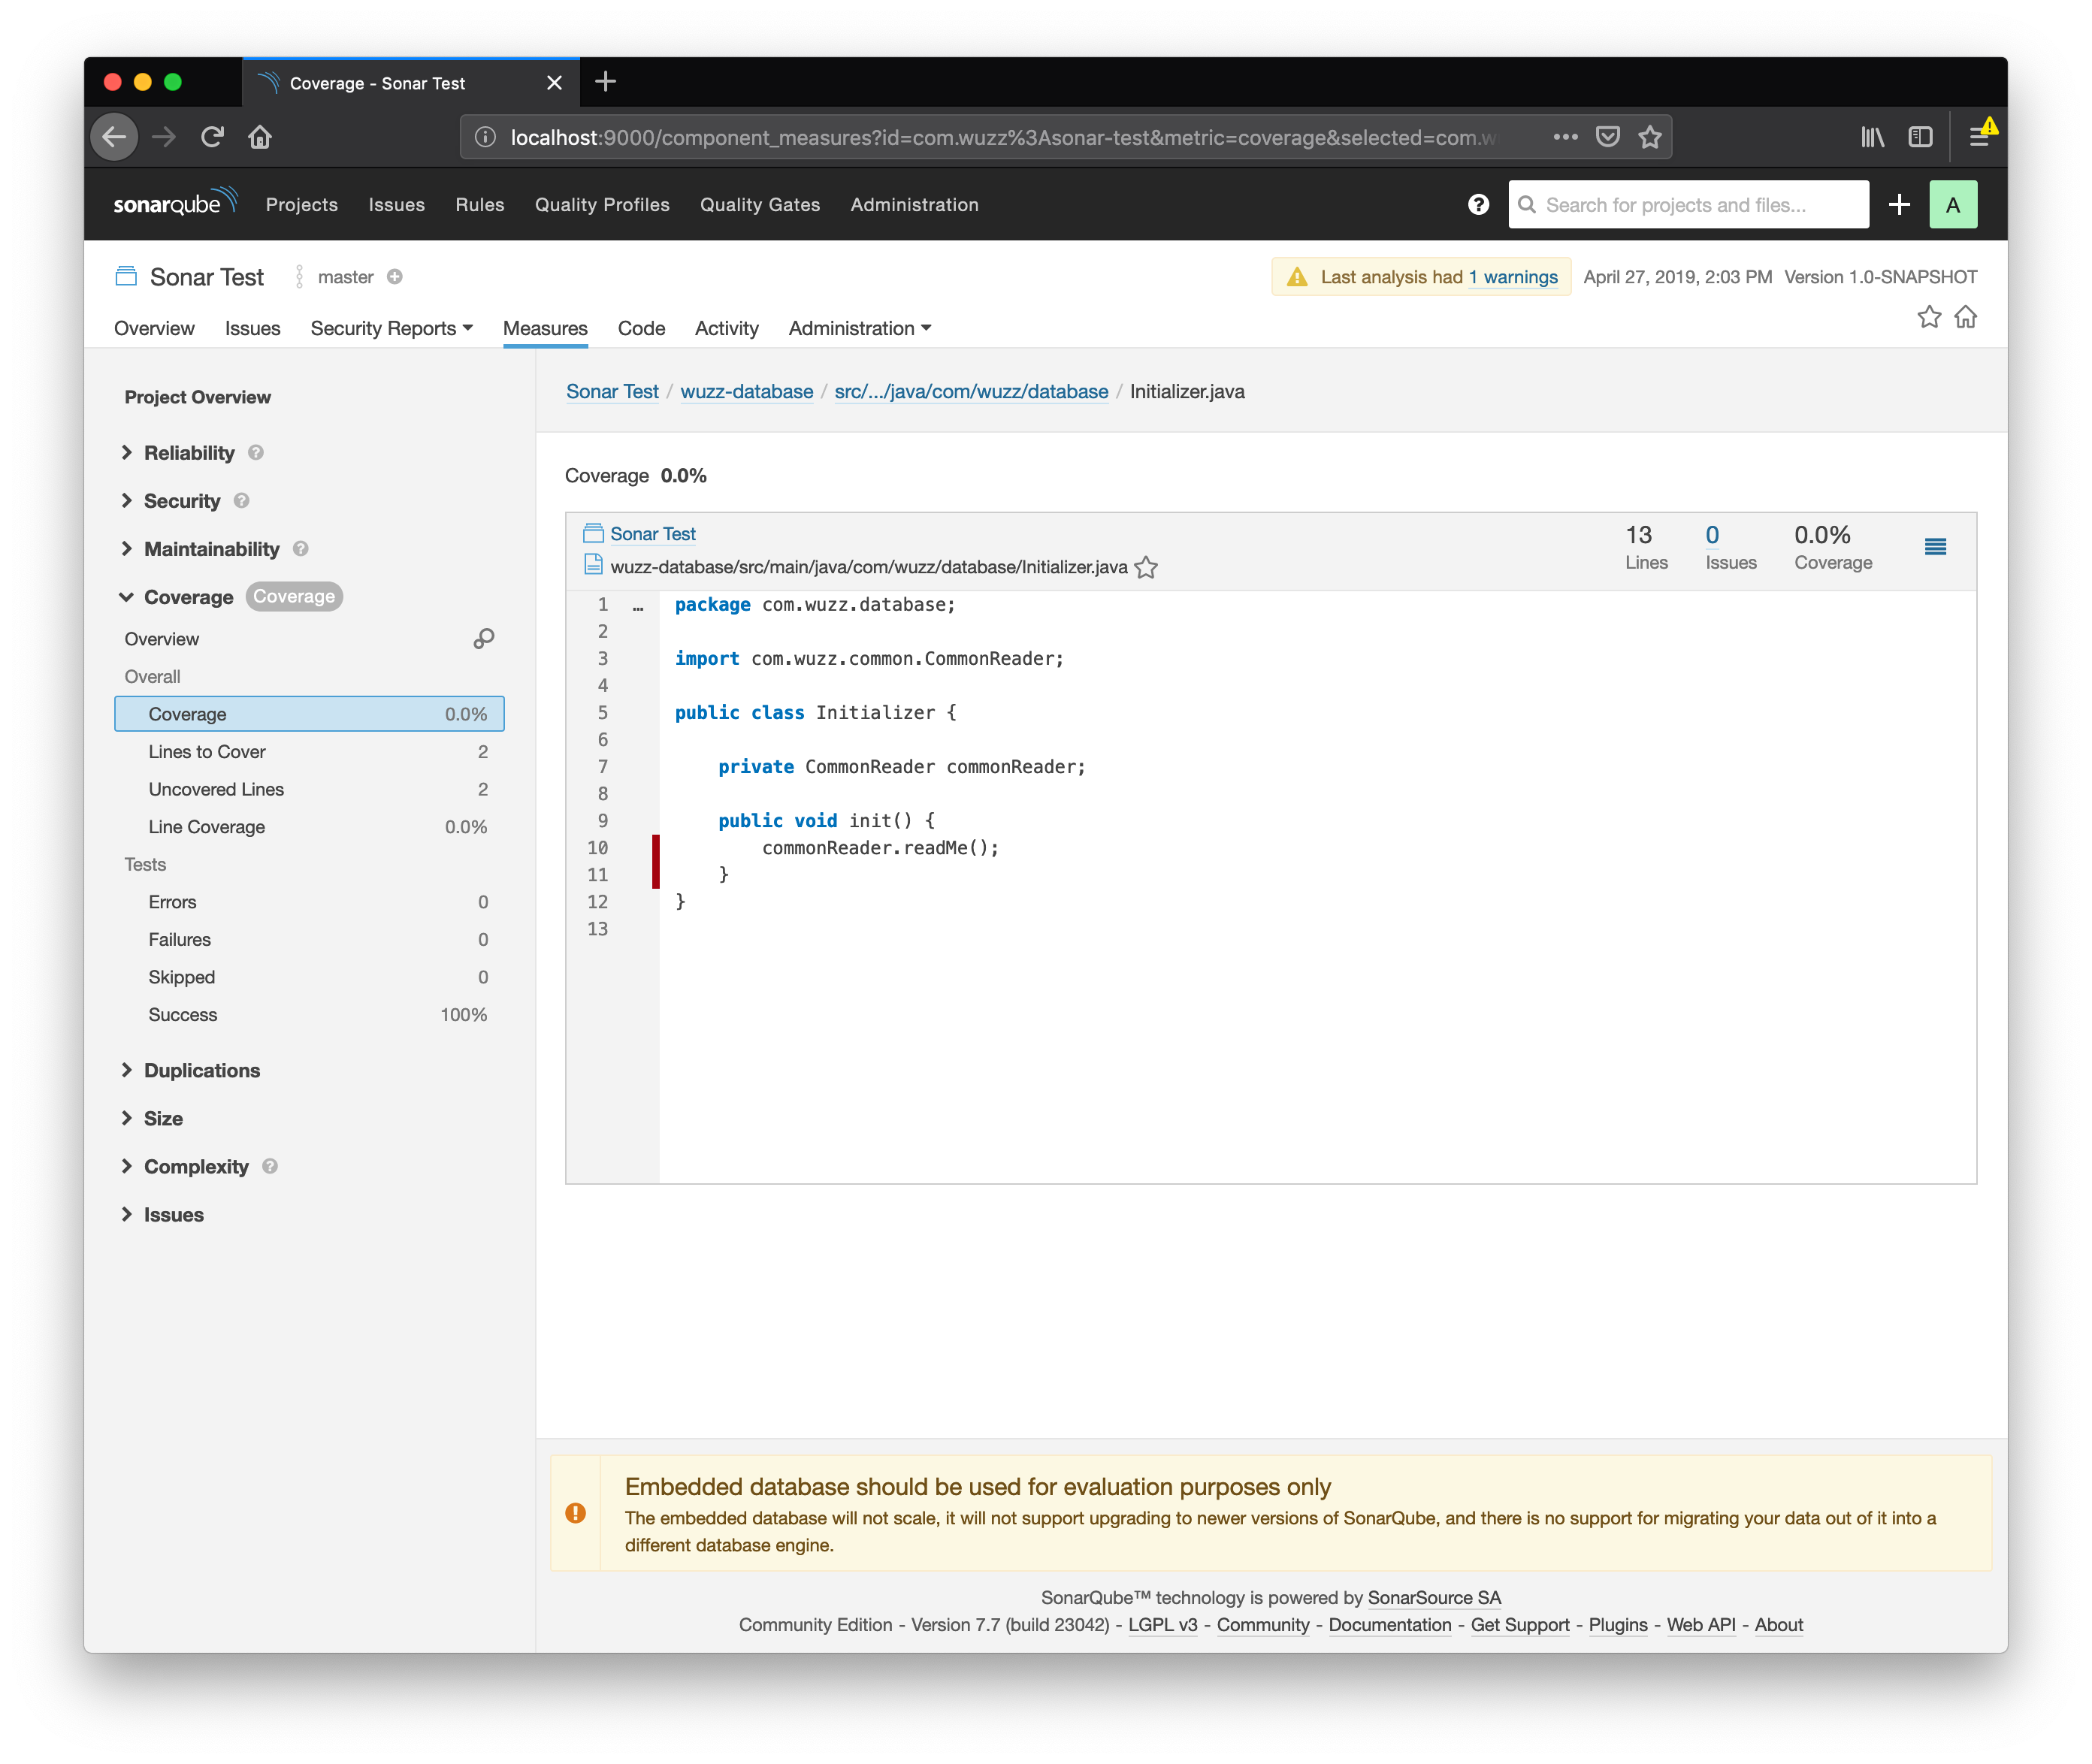 Coverage - Sonar Test
localhost:9000/component_measures?id=com.wuzz%3Asonar-test&metric=coverage&selected=com.w
sonarqube Projects Issues Rules Quality Profiles Quality Gates Administration Search for projects and files... A
Sonar Test master Last analysis had 1 warnings April 27, 2019, 2:03 PM Version 1.0-SNAPSHOT
Overview Issues Security Reports Measures Code Activity Administration
Project Overview
Reliability
Security
Maintainability
Coverage Coverage
Overview
Overall
Coverage 0.0%
Lines to Cover 2
Uncovered Lines 2
Line Coverage 0.0%
Tests
Errors 0
Failures 0
Skipped 0
Success 100%
Duplications
Size
Complexity
Issues
Sonar Test / wuzz-database / src/.../java/com/wuzz/database / Initializer.java
Coverage 0.0%
Sonar Test
wuzz-database/src/main/java/com/wuzz/database/Initializer.java
13 Lines
0 Issues
0.0% Coverage
1 … package com.wuzz.database;
2
3 import com.wuzz.common.CommonReader;
4
5 public class Initializer {
6
7 private CommonReader commonReader;
8
9 public void init() {
10 commonReader.readMe();
11 }
12 }
13
Embedded database should be used for evaluation purposes only
The embedded database will not scale, it will not support upgrading to newer versions of SonarQube, and there is no support for migrating your data out of it into a
different database engine.
SonarQube™ technology is powered by SonarSource SA
Community Edition - Version 7.7 (build 23042) - LGPL v3 - Community - Documentation - Get Support - Plugins - Web API - About